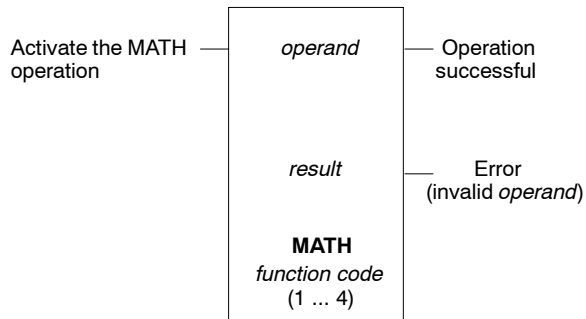 Activate the MATH
operation
operand
Operation
successful
result
Error
(invalid operand)
MATH
function code
(1 ... 4)